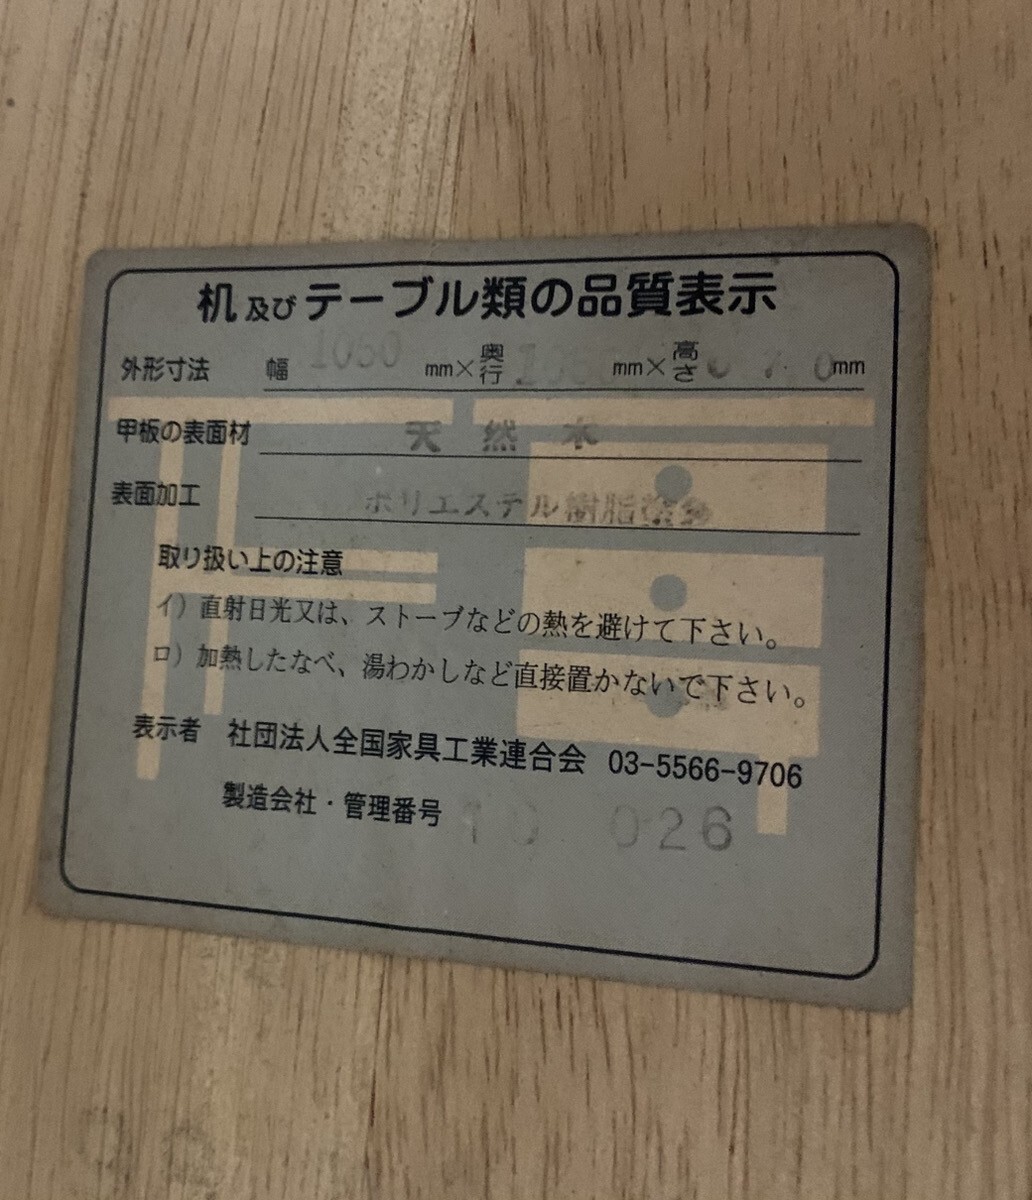 机及びテーブル類の品質表示
外形寸法 幅 1050 mm×奥行 mm×高さ mm
甲板の表面材 天然木
表面加工 ポリエステル樹脂塗装
取り扱い上の注意
イ）直射日光又は、ストーブなどの熱を避けて下さい。
ロ）加熱したなべ、湯わかしなど直接置かないで下さい。
表示者 社団法人全国家具工業連合会 03-5566-9706
製造会社・管理番号 10 026